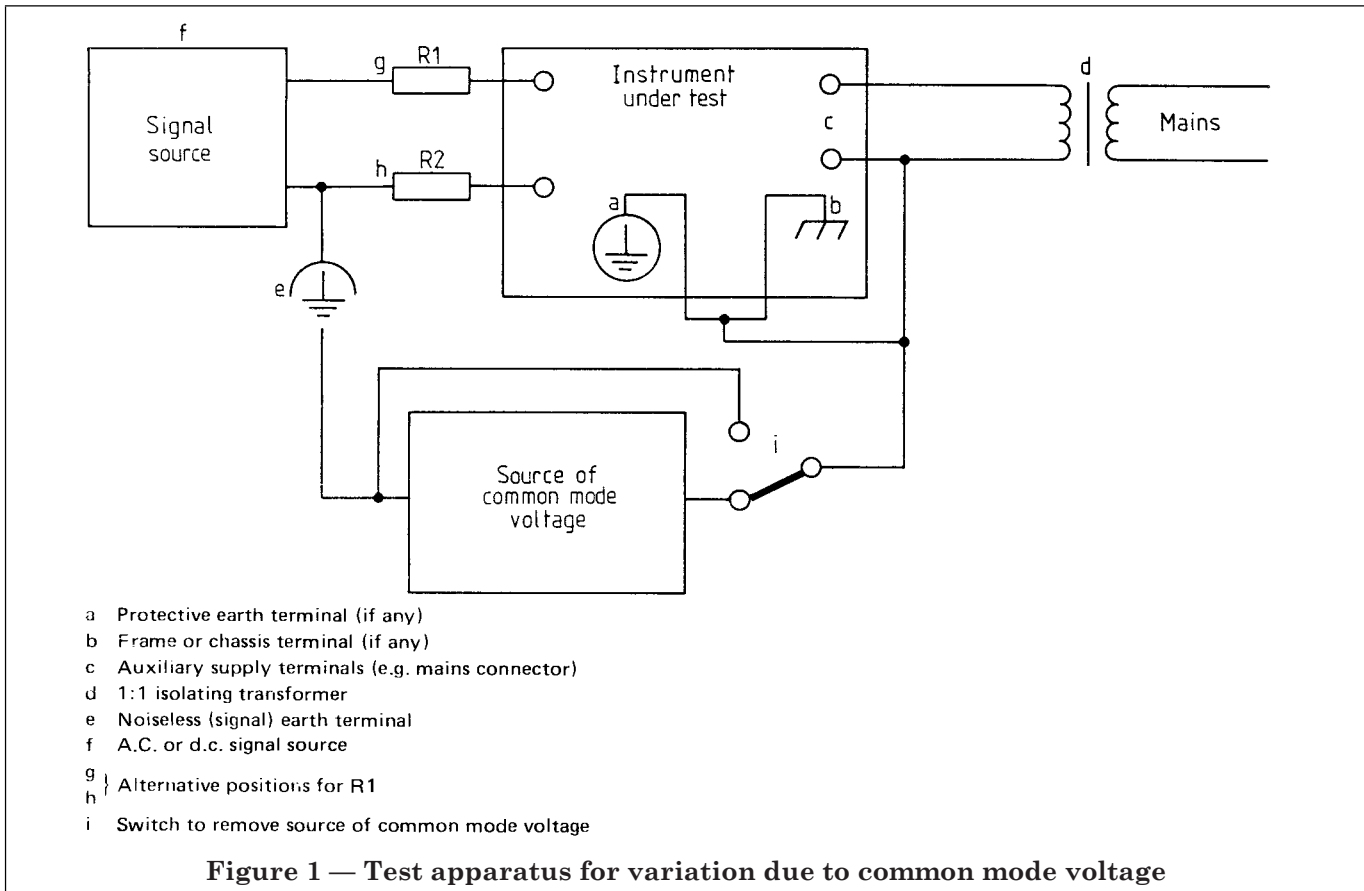 f
g R1
Signal
source
h R2
Instrument
under test
c
d
Mains
a
b
e
i
Source of
common mode
voltage
a Protective earth terminal (if any)
b Frame or chassis terminal (if any)
c Auxiliary supply terminals (e.g. mains connector)
d 1:1 isolating transformer
e Noiseless (signal) earth terminal
f A.C. or d.c. signal source
g
h } Alternative positions for R1
i Switch to remove source of common mode voltage
Figure 1 — Test apparatus for variation due to common mode voltage